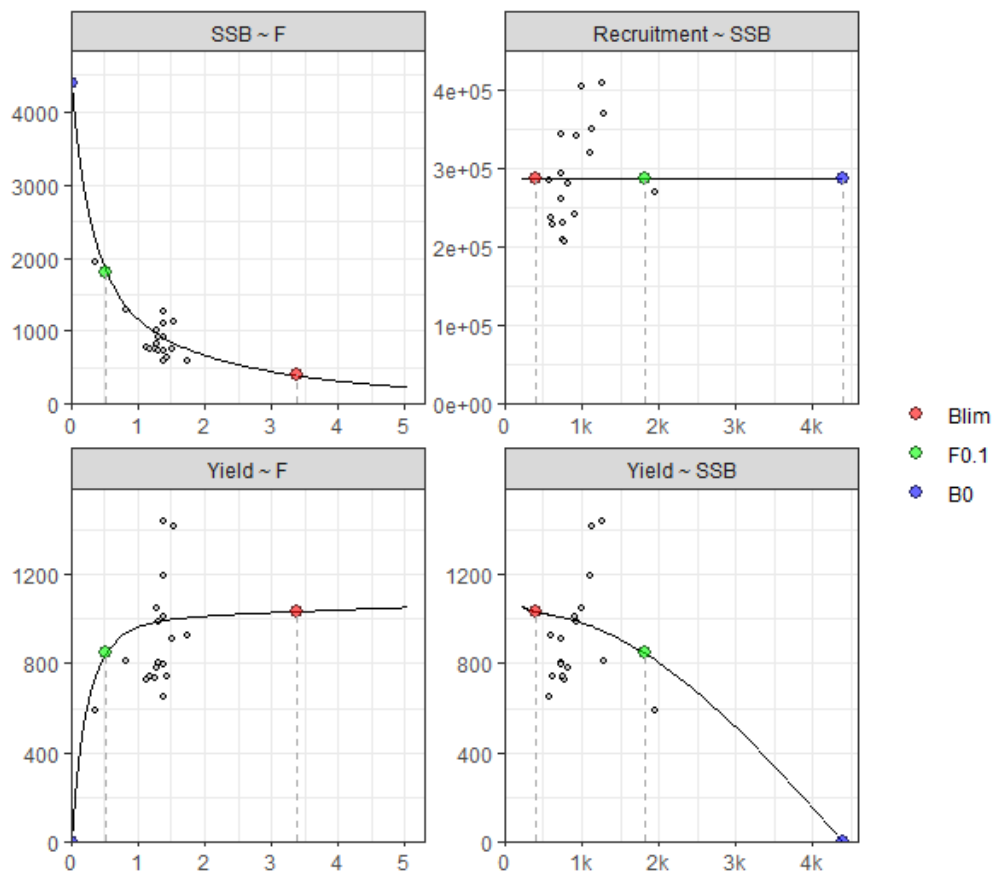 SSB ~ F
4000
3000
2000
1000
0
0 1 2 3 4 5
Recruitment ~ SSB
4e+05
3e+05
2e+05
1e+05
0e+00
1k 2k 3k 4k
Yield ~ F
1200
800
400
0
0 1 2 3 4 5
Yield ~ SSB
1200
800
400
0
0 1k 2k 3k 4k
Blim
F0.1
B0